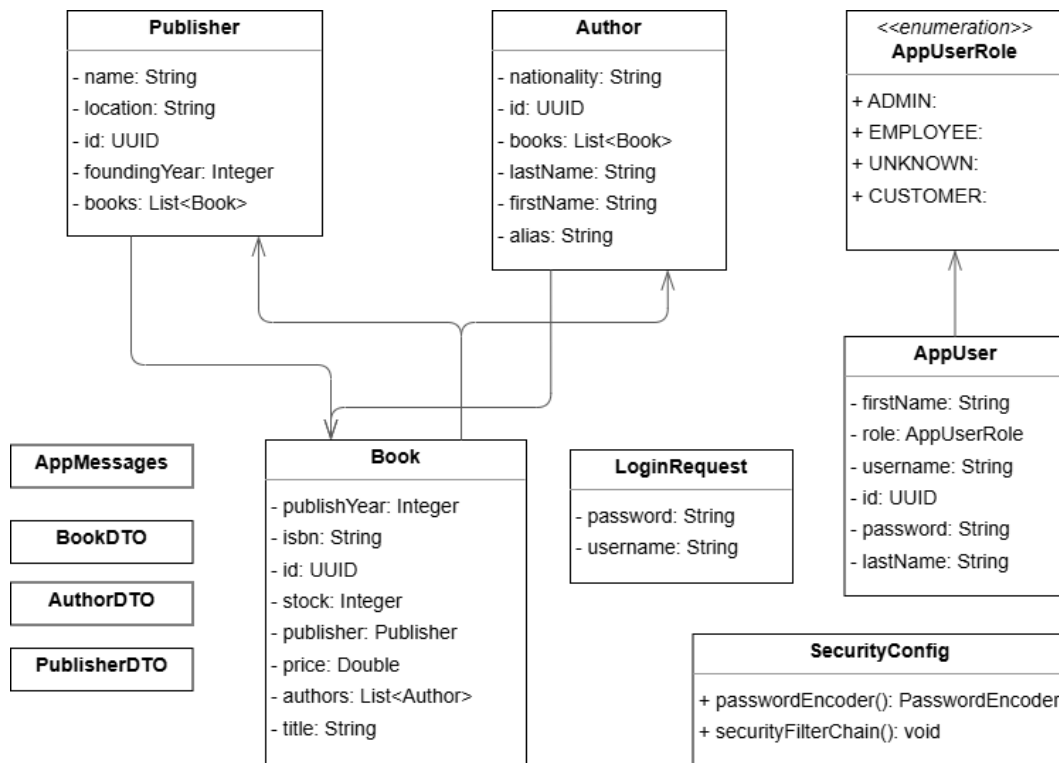 Publisher
- name: String
- location: String
- id: UUID
- foundingYear: Integer
- books: List<Book>
Author
- nationality: String
- id: UUID
- books: List<Book>
- lastName: String
- firstName: String
- alias: String
<<enumeration>>
AppUserRole
+ ADMIN:
+ EMPLOYEE:
+ UNKNOWN:
+ CUSTOMER:
AppUser
- firstName: String
- role: AppUserRole
- username: String
- id: UUID
- password: String
- lastName: String
AppMessages
BookDTO
AuthorDTO
PublisherDTO
Book
- publishYear: Integer
- isbn: String
- id: UUID
- stock: Integer
- publisher: Publisher
- price: Double
- authors: List<Author>
- title: String
LoginRequest
- password: String
- username: String
SecurityConfig
+ passwordEncoder(): PasswordEncoder
+ securityFilterChain(): void